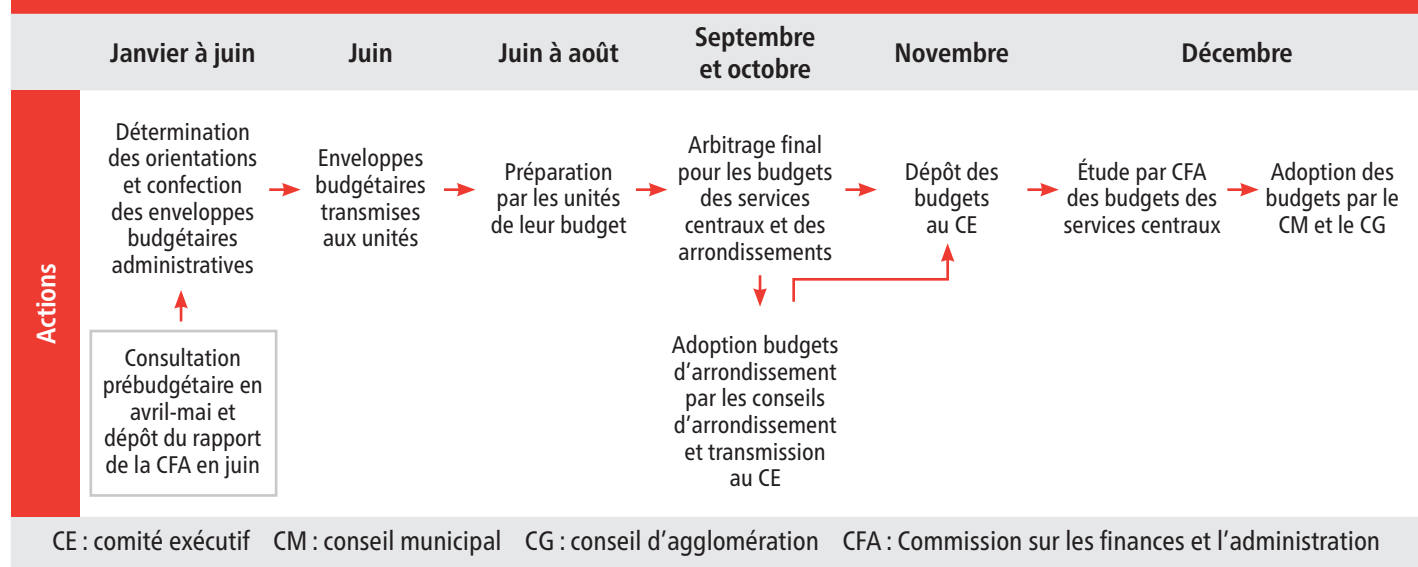 Janvier à juin
Juin
Juin à août
Septembre
et octobre
Novembre
Décembre
Actions
Détermination
des orientations
et confection
des enveloppes
budgétaires
administratives
Enveloppes
budgétaires
transmises
aux unités
Préparation
par les unités
de leur budget
Arbitrage final
pour les budgets
des services
centraux et des
arrondissements
Dépôt des
budgets
au CE
Étude par CFA
des budgets des
services centraux
Adoption des
budgets par le
CM et le CG
Consultation
prébudgétaire en
avril-mai et
dépôt du rapport
de la CFA en juin
Adoption budgets
d'arrondissement
par les conseils
d'arrondissement
et transmission
au CE
CE : comité exécutif CM : conseil municipal CG : conseil d'agglomération CFA : Commission sur les finances et l'administration